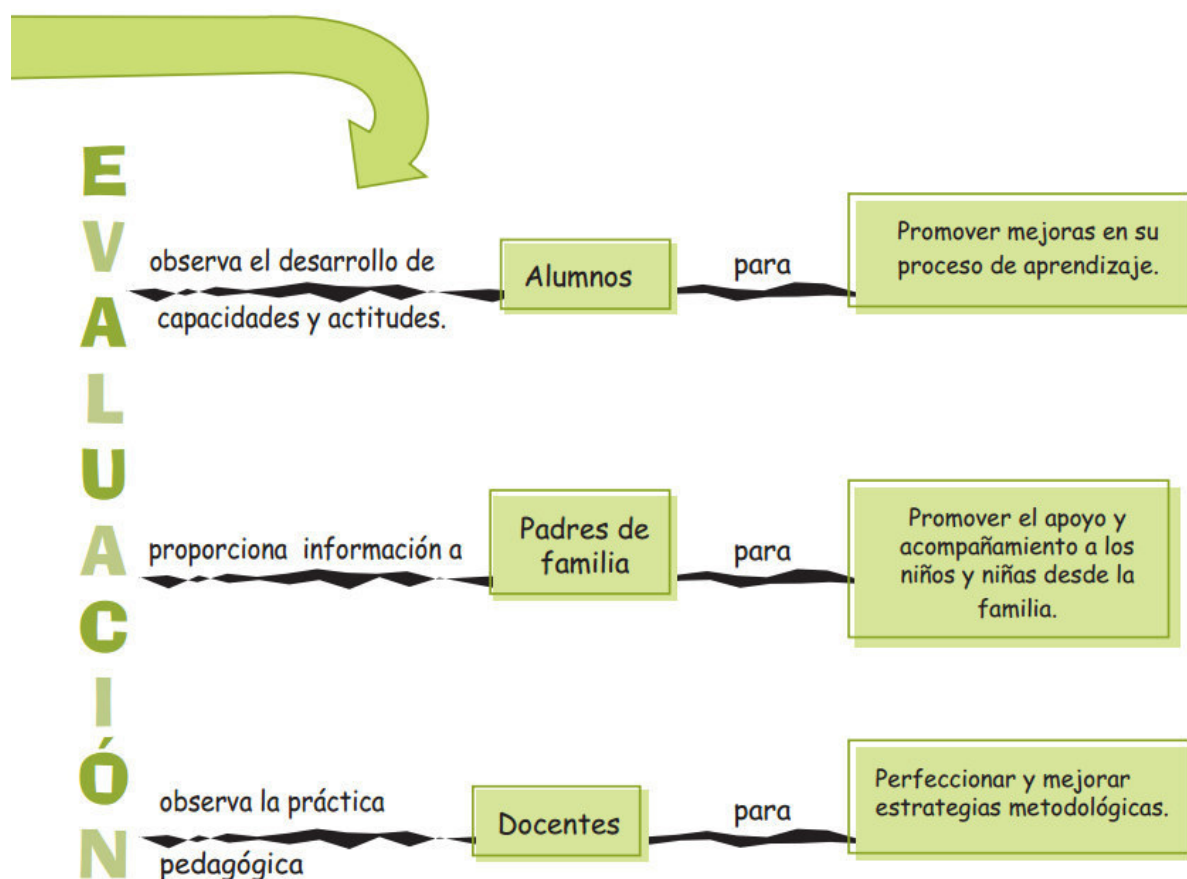 EVALUACIÓN
observa el desarrollo de
capacidades y actitudes.
Alumnos
para
Promover mejoras en su
proceso de aprendizaje.
proporciona información a
Padres de
familia
para
Promover el apoyo y
acompañamiento a los
niños y niñas desde la
familia.
observa la práctica
pedagógica
Docentes
para
Perfeccionar y mejorar
estrategias metodológicas.